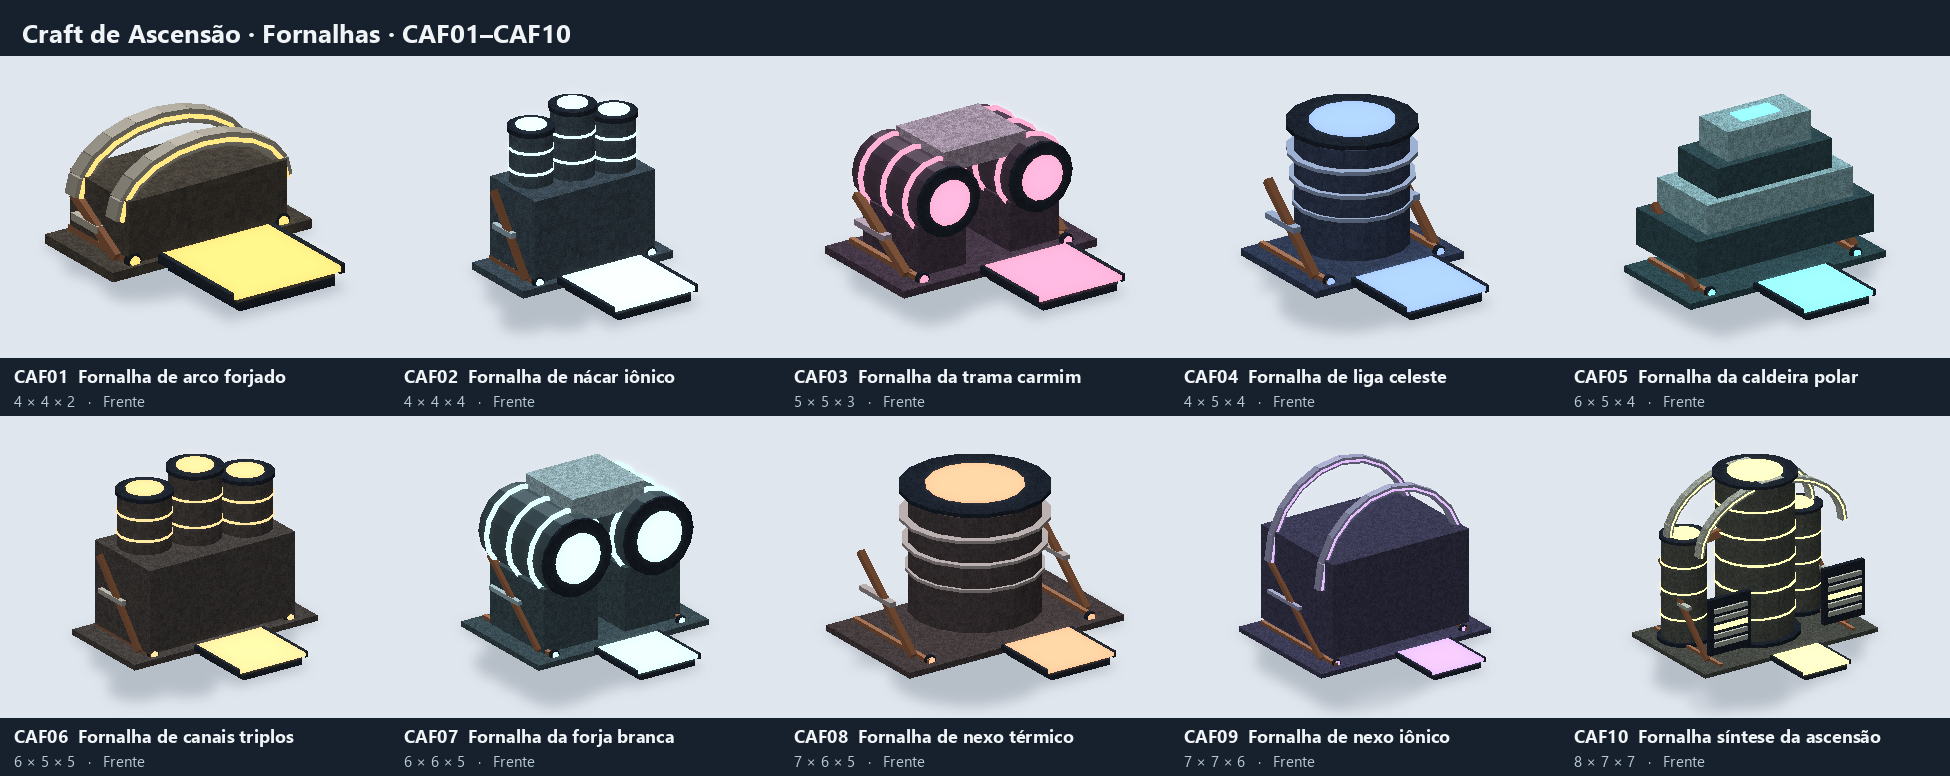 Craft de Ascensão · Fornalhas · CAF01–CAF10
CAF01 Fornalha de arco forjado
4 × 4 × 2 · Frente
CAF02 Fornalha de nácar iônico
4 × 4 × 4 · Frente
CAF03 Fornalha da trama carmim
5 × 5 × 3 · Frente
CAF04 Fornalha de liga celeste
4 × 5 × 4 · Frente
CAF05 Fornalha da caldeira polar
6 × 5 × 4 · Frente
CAF06 Fornalha de canais triplos
6 × 5 × 5 · Frente
CAF07 Fornalha da forja branca
6 × 6 × 5 · Frente
CAF08 Fornalha de nexo térmico
7 × 6 × 5 · Frente
CAF09 Fornalha de nexo iônico
7 × 7 × 6 · Frente
CAF10 Fornalha síntese da ascensão
8 × 7 × 7 · Frente